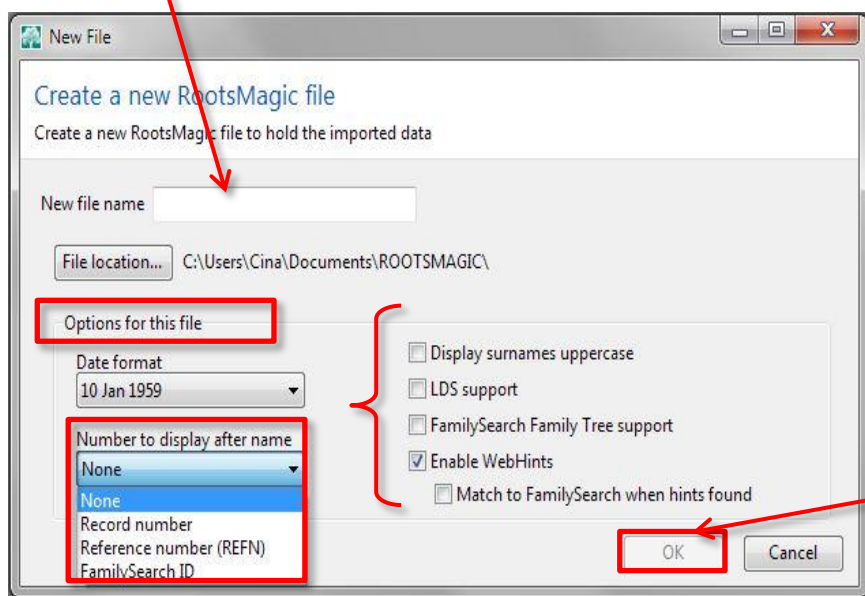 New File
Create a new RootsMagic file
Create a new RootsMagic file to hold the imported data
New file name
File location... C:\Users\Cina\Documents\ROOTSMAGIC\
Options for this file
Date format
10 Jan 1959
Number to display after name
None
None
Record number
Reference number (REFN)
FamilySearch ID
Display surnames uppercase
LDS support
FamilySearch Family Tree support
Enable WebHints
Match to FamilySearch when hints found
OK
Cancel